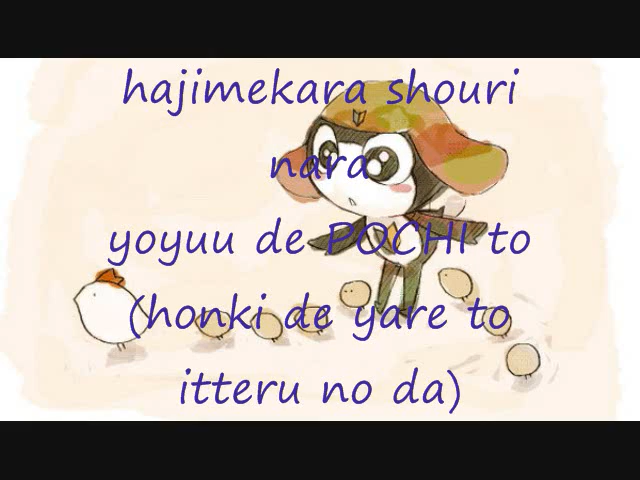 hajimekara shouri
nara
yoyuu de POCHI to
(honki de yare to
itteru no da)